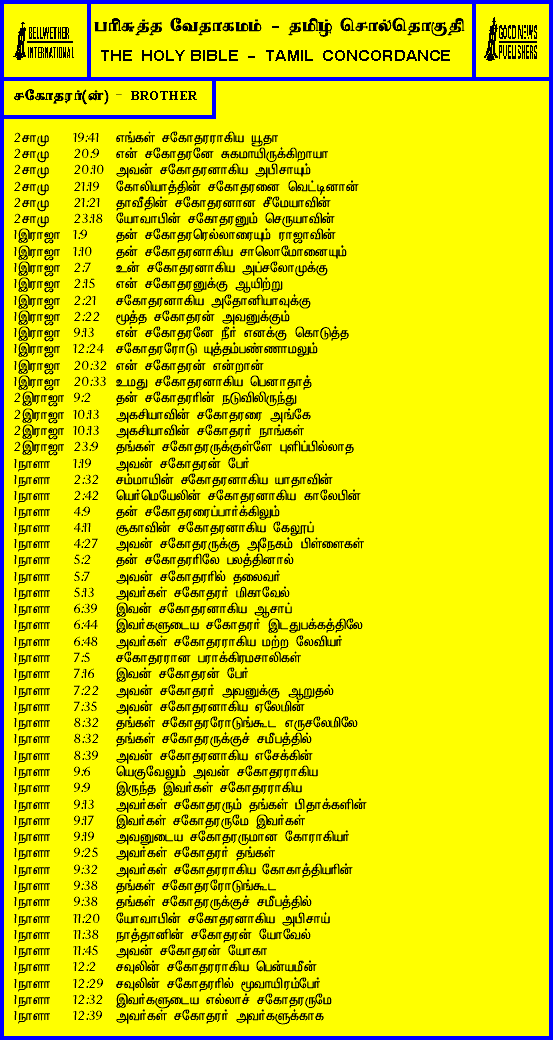 BELLWETHER
INTERNATIONAL
பரிசுத்த வேதாகமம் - தமிழ் சொல்தொகுதி
THE HOLY BIBLE - TAMIL CONCORDANCE
GOOD NEWS
PUBLISHERS
சகோதரர்(ன்) - BROTHER
2சாமு 19:41 எங்கள் சகோதரராகிய யூதா
2சாமு 20:9 என் சகோதரனே சுகமாயிருக்கிறாயா
2சாமு 20:10 அவன் சகோதரனாகிய அபிசாயும்
2சாமு 21:19 கோலியாத்தின் சகோதரனை வெட்டினான்
2சாமு 21:21 தாவீதின் சகோதரனான சீமேயாவின்
2சாமு 23:18 யோவாபின் சகோதரனும் செருயாவின்
1இராஜா 1:9 தன் சகோதரரெல்லாரையும் ராஜாவின்
1இராஜா 1:10 தன் சகோதரனாகிய சாலொமோனையும்
1இராஜா 2:7 உன் சகோதரனாகிய அப்சலோமுக்கு
1இராஜா 2:15 என் சகோதரனுக்கு ஆயிற்று
1இராஜா 2:21 சகோதரனாகிய அதோனியாவுக்கு
1இராஜா 2:22 மூத்த சகோதரன் அவனுக்கும்
1இராஜா 9:13 என் சகோதரனே நீர் எனக்கு கொடுத்த
1இராஜா 12:24 சகோதரரோடு யுத்தம்பண்ணாமலும்
1இராஜா 20:32 என் சகோதரன் என்றான்
1இராஜா 20:33 உமது சகோதரனாகிய பெனாதாத்
2இராஜா 9:2 தன் சகோதரரின் நடுவிலிருந்து
2இராஜா 10:13 அகசியாவின் சகோதரரை அங்கே
2இராஜா 10:13 அகசியாவின் சகோதரர் நாங்கள்
2இராஜா 23:9 தங்கள் சகோதரருக்குள்ளே புளிப்பில்லாத
1நாளா 1:19 அவன் சகோதரன் பேர்
1நாளா 2:32 சம்மாயின் சகோதரனாகிய யாதாவின்
1நாளா 2:42 யெர்மெயேலின் சகோதரனாகிய காலேபின்
1நாளா 4:9 தன் சகோதரரைப்பார்க்கிலும்
1நாளா 4:11 சூகாவின் சகோதரனாகிய கேலூப்
1நாளா 4:27 அவன் சகோதரருக்கு அநேகம் பிள்ளைகள்
1நாளா 5:2 தன் சகோதரரிலே பலத்தினால்
1நாளா 5:7 அவன் சகோதரரில் தலைவர்
1நாளா 5:13 அவர்கள் சகோதரர் மிகாவேல்
1நாளா 6:39 இவன் சகோதரனாகிய ஆசாப்
1நாளா 6:44 இவர்களுடைய சகோதரர் இடதுபக்கத்திலே
1நாளா 6:48 அவர்கள் சகோதரராகிய மற்ற லேவியர்
1நாளா 7:5 சகோதரரான பராக்கிரமசாலிகள்
1நாளா 7:16 இவன் சகோதரன் பேர்
1நாளா 7:22 அவன் சகோதரர் அவனுக்கு ஆறுதல்
1நாளா 7:35 அவன் சகோதரனாகிய ஏலேமின்
1நாளா 8:32 தங்கள் சகோதரரோடுங்கூட எருசலேமிலே
1நாளா 8:32 தங்கள் சகோதரருக்குச் சமீபத்தில்
1நாளா 8:39 அவன் சகோதரனாகிய எசேக்கின்
1நாளா 9:6 யெகுவேலும் அவன் சகோதரராகிய
1நாளா 9:9 இருந்த இவர்கள் சகோதரராகிய
1நாளா 9:13 அவர்கள் சகோதரரும் தங்கள் பிதாக்களின்
1நாளா 9:17 இவர்கள் சகோதரருமே இவர்கள்
1நாளா 9:19 அவனுடைய சகோதரருமான கோராகியர்
1நாளா 9:25 அவர்கள் சகோதரர் தங்கள்
1நாளா 9:32 அவர்கள் சகோதரராகிய கோகாத்தியரின்
1நாளா 9:38 தங்கள் சகோதரரோடுங்கூட
1நாளா 9:38 தங்கள் சகோதரருக்குச் சமீபத்தில்
1நாளா 11:20 யோவாபின் சகோதரனாகிய அபிசாய்
1நாளா 11:38 நாத்தானின் சகோதரன் யோவேல்
1நாளா 11:45 அவன் சகோதரன் யோகா
1நாளா 12:2 சவுலின் சகோதரராகிய பென்யமீன்
1நாளா 12:29 சவுலின் சகோதரரில் மூவாயிரம்பேர்
1நாளா 12:32 இவர்களுடைய எல்லாச் சகோதரருமே
1நாளா 12:39 அவர்கள் சகோதரர் அவர்களுக்காக